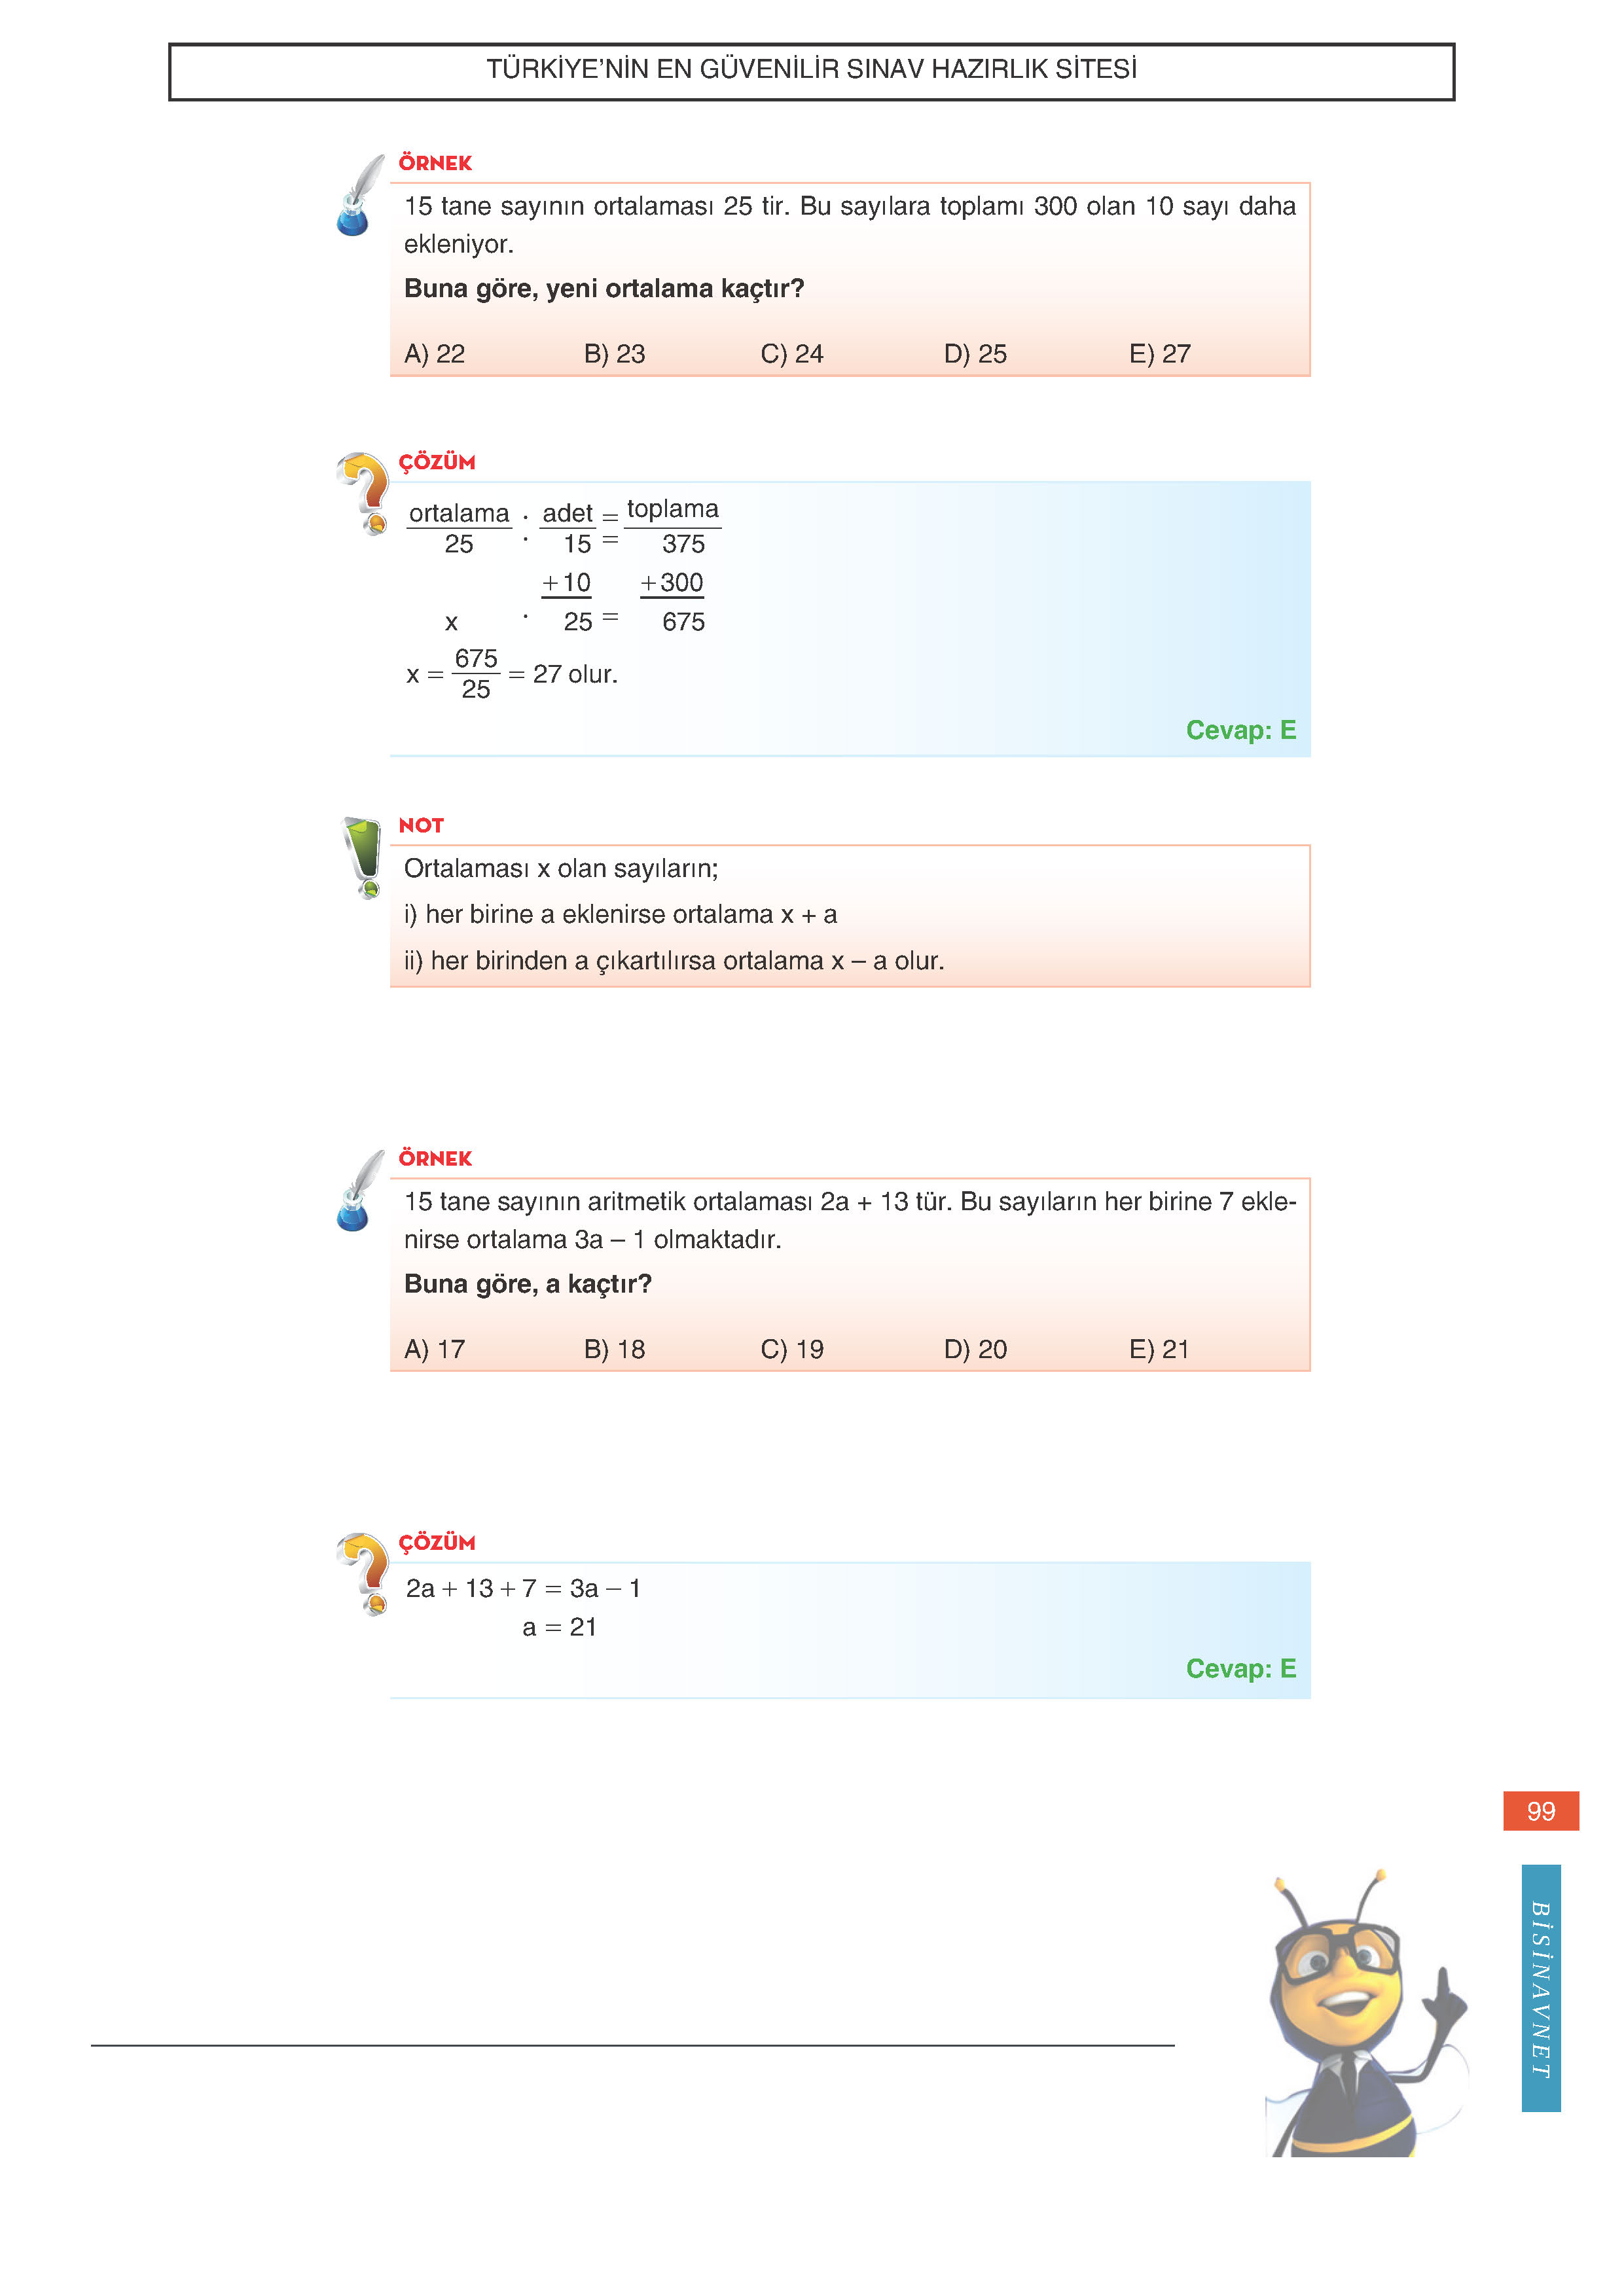 TÜRKİYE'NİN EN GÜVENİLİR SINAV HAZIRLIK SİTESİ
ÖRNEK
15 tane sayının ortalaması 25 tir. Bu sayılara toplamı 300 olan 10 sayı daha
ekleniyor.
Buna göre, yeni ortalama kaçtır?
A) 22 B) 23 C) 24 D) 25 E) 27
ÇÖZÜM
ortalama · adet = toplama
25 · 15 = 375
+10 +300
x · 25 = 675
x = 675/25 = 27 olur.
Cevap: E
NOT
Ortalaması x olan sayıların;
i) her birine a eklenirse ortalama x + a
ii) her birinden a çıkartılırsa ortalama x – a olur.
ÖRNEK
15 tane sayının aritmetik ortalaması 2a + 13 tür. Bu sayıların her birine 7 ekle-
nirse ortalama 3a – 1 olmaktadır.
Buna göre, a kaçtır?
A) 17 B) 18 C) 19 D) 20 E) 21
ÇÖZÜM
2a + 13 + 7 = 3a – 1
a = 21
Cevap: E
99
BİSİNAVNET